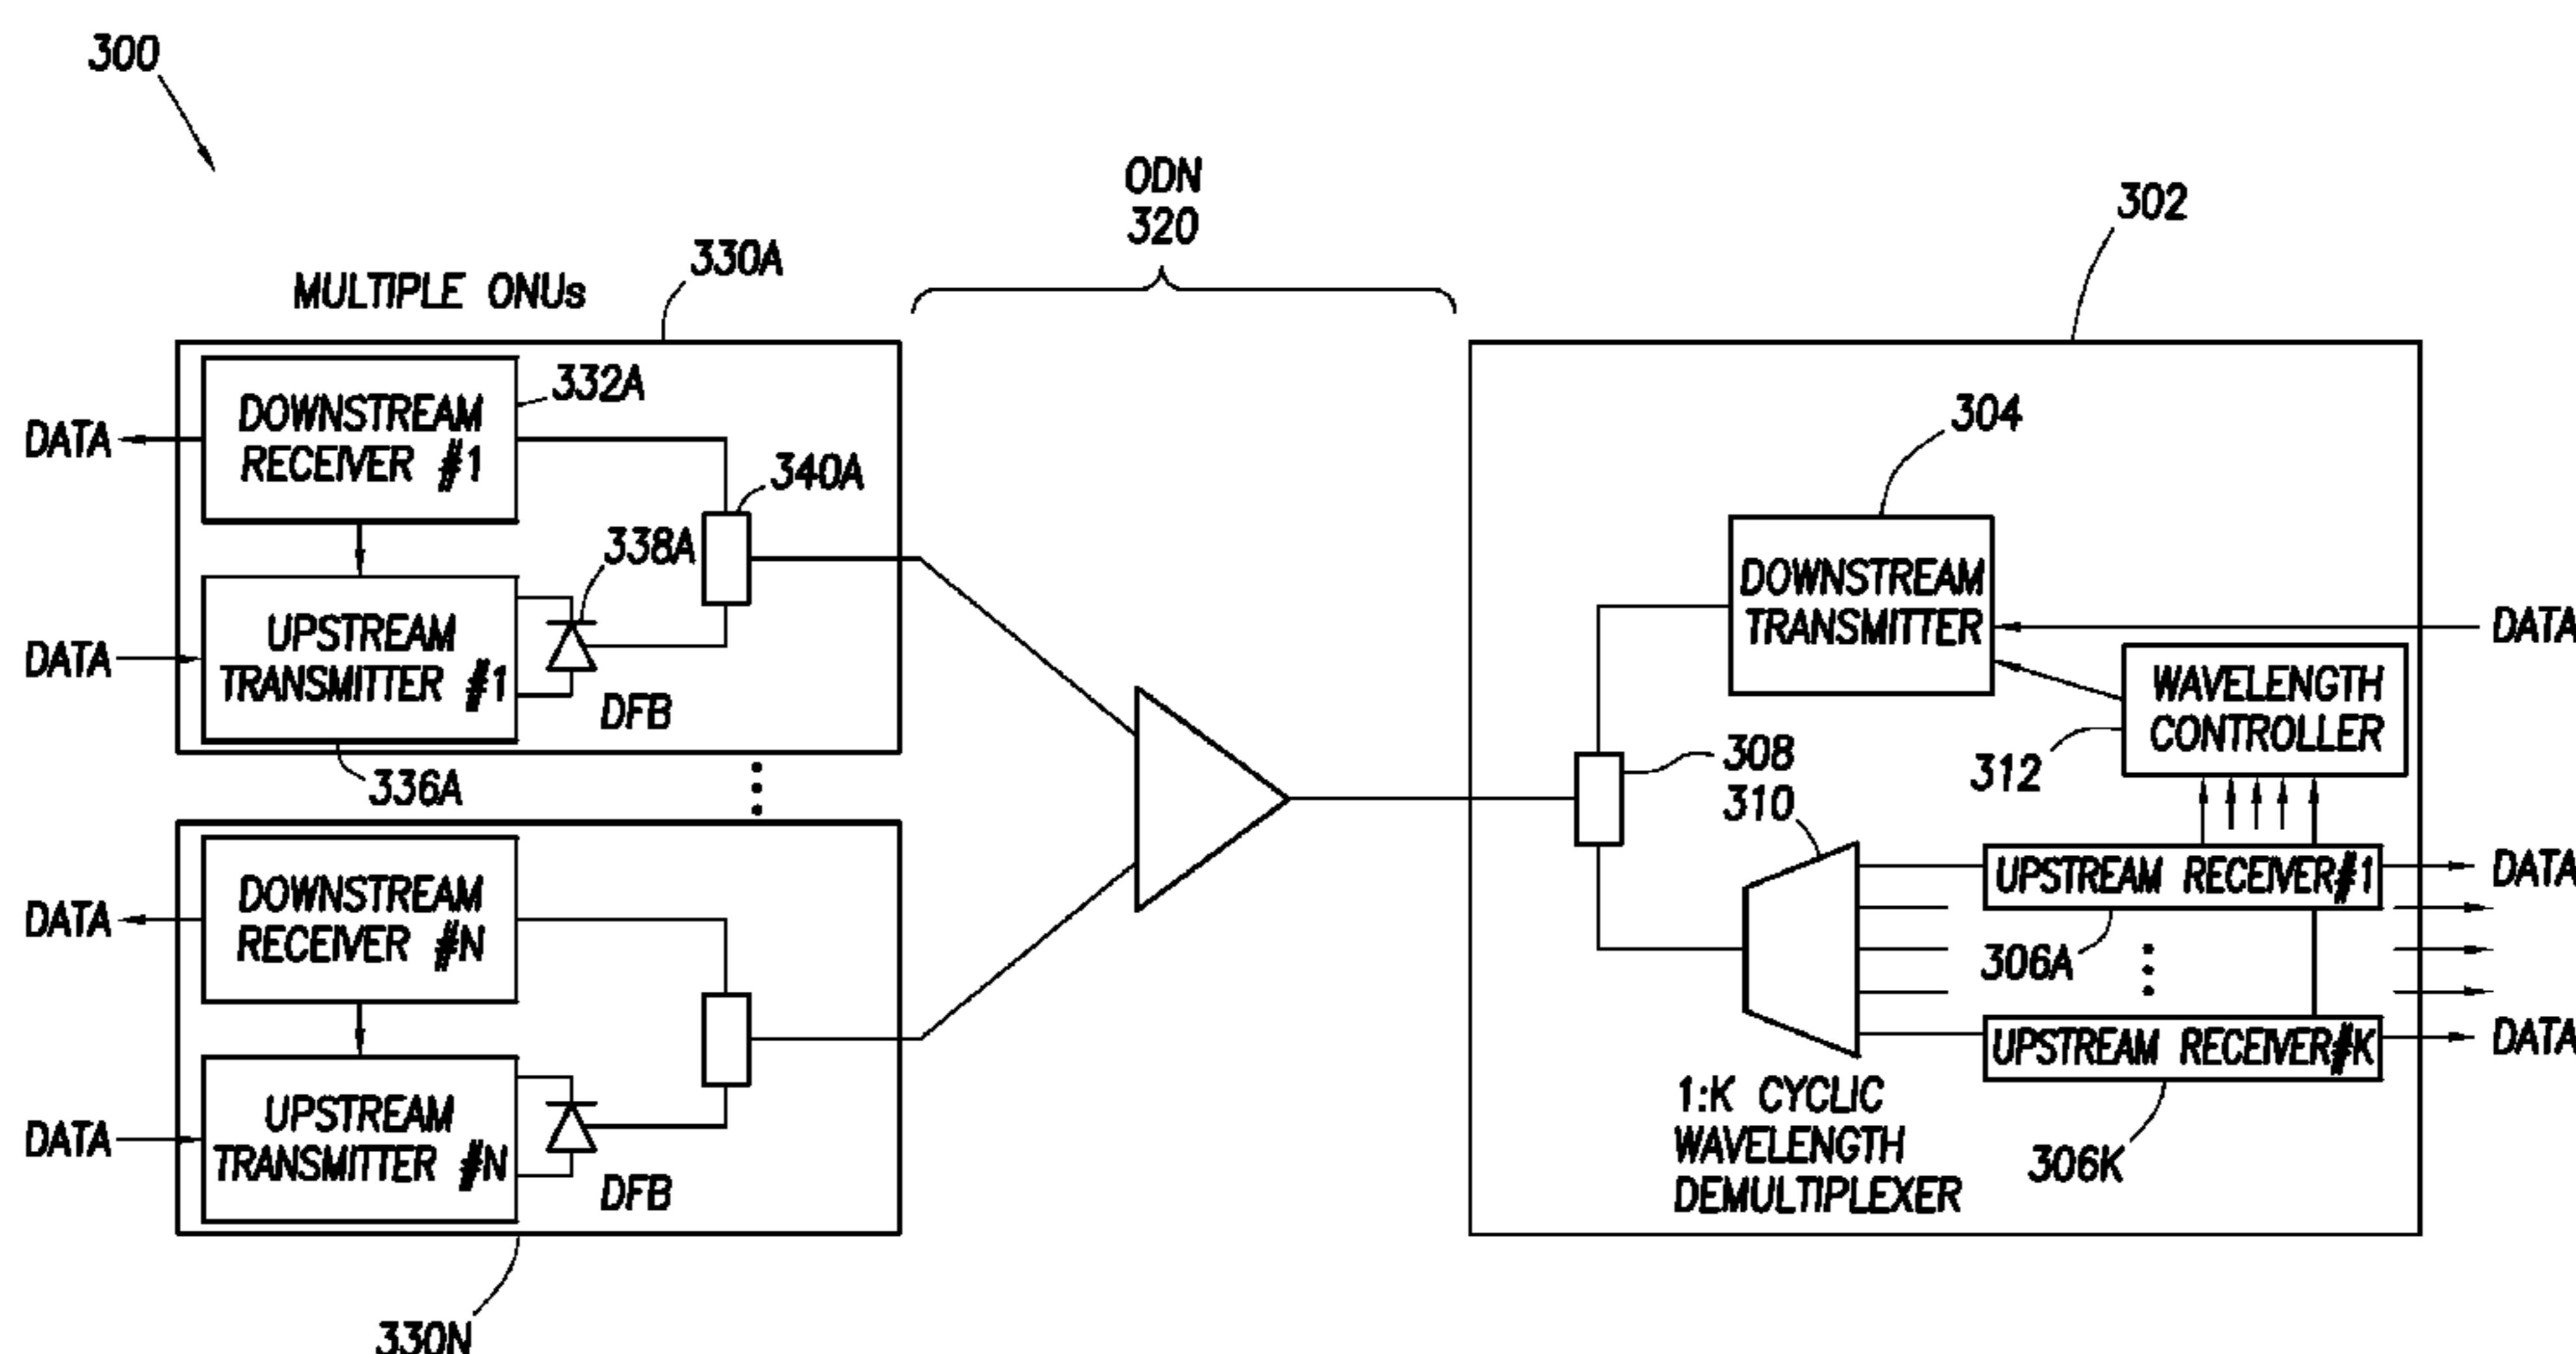 300
ODN
320
302
MULTIPLE ONUs
330A
DOWNSTREAM
RECEIVER #1
332A
DATA
340A
338A
UPSTREAM
TRANSMITTER #1
DATA
DFB
336A
DOWNSTREAM
RECEIVER #N
DATA
UPSTREAM
TRANSMITTER #N
DATA
DFB
330N
304
DOWNSTREAM
TRANSMITTER
DATA
WAVELENGTH
CONTROLLER
312
308
310
UPSTREAM RECEIVER#1
DATA
306A
UPSTREAM RECEIVER#K
DATA
306K
1:K CYCLIC
WAVELENGTH
DEMULTIPLEXER